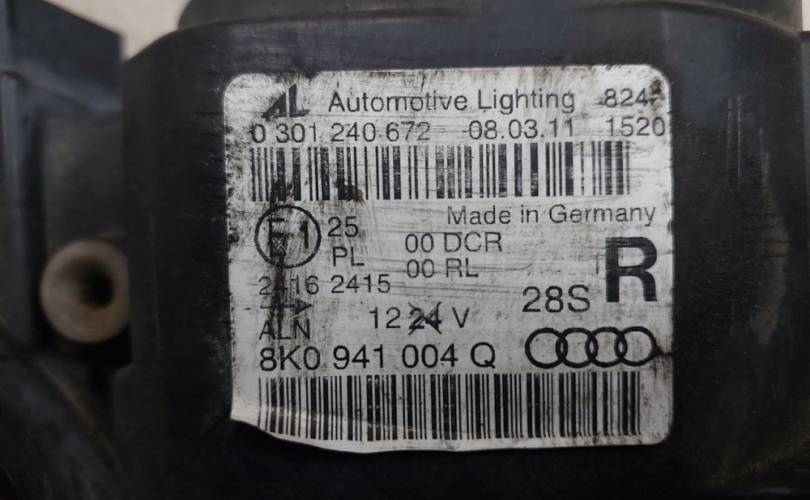 AL Automotive Lighting 824
0 301 240 672 08.03.11 1520
Made in Germany
E1 25 00 DCR
PL 00 RL
2415
28S R
ALN 12 24 V
8K0 941 004 Q